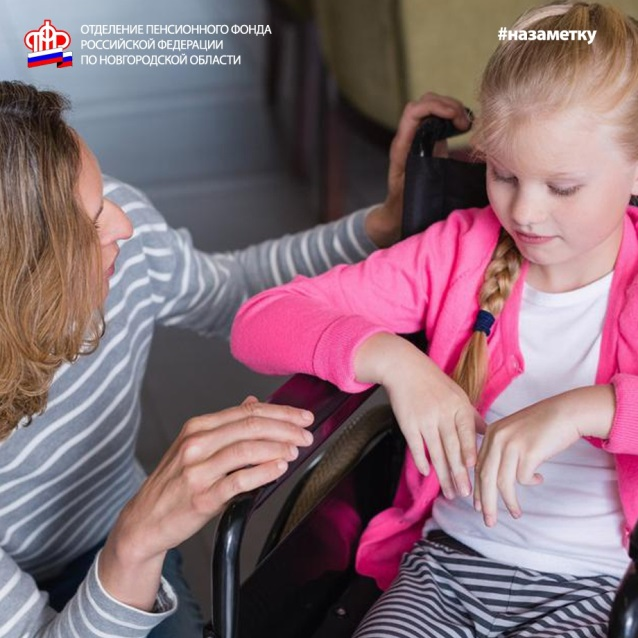 ОТДЕЛЕНИЕ ПЕНСИОННОГО ФОНДА
РОССИЙСКОЙ ФЕДЕРАЦИИ
ПО НОВГОРОДСКОЙ ОБЛАСТИ
#назаметку